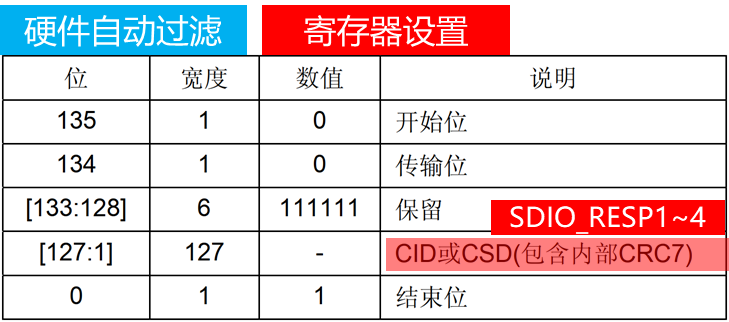 硬件自动过滤 寄存器设置
位 宽度 数值 说明
135 1 0 开始位
134 1 0 传输位
[133:128] 6 111111 保留
SDIO_RESP1~4
[127:1] 127 - CID或CSD(包含内部CRC7)
0 1 1 结束位